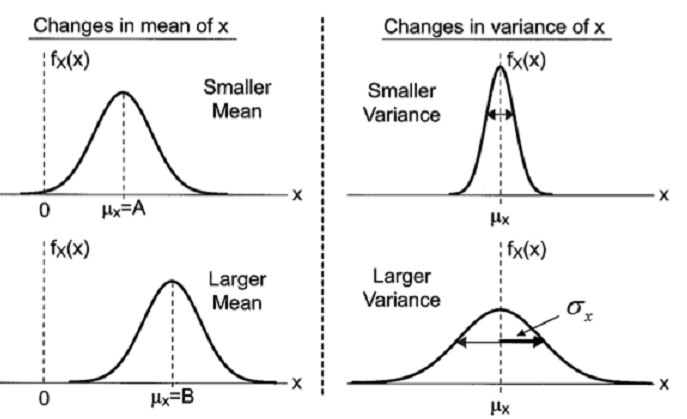 Changes in mean of x
fx(x)
Smaller
Mean
0
μx=A
x
fx(x)
Larger
Mean
0
μx=B
x
Changes in variance of x
fx(x)
Smaller
Variance
μx
x
fx(x)
Larger
Variance
σx
μx
x